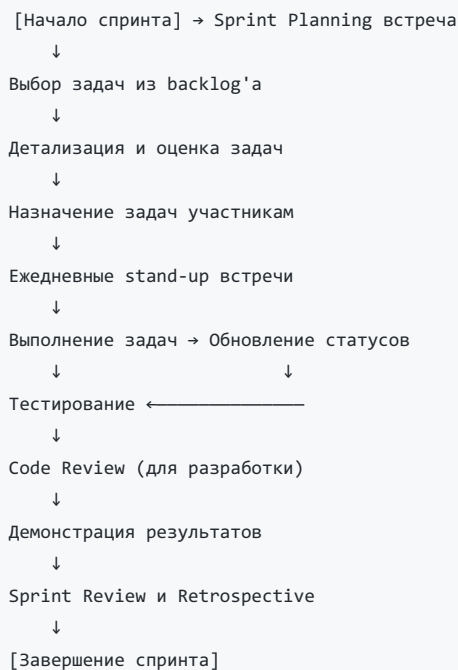 [Начало спринта] → Sprint Planning встреча
↓
Выбор задач из backlog'а
↓
Детализация и оценка задач
↓
Назначение задач участникам
↓
Ежедневные stand-up встречи
↓
Выполнение задач → Обновление статусов
↓ ↓
Тестирование ←──────────────
↓
Code Review (для разработки)
↓
Демонстрация результатов
↓
Sprint Review и Retrospective
↓
[Завершение спринта]